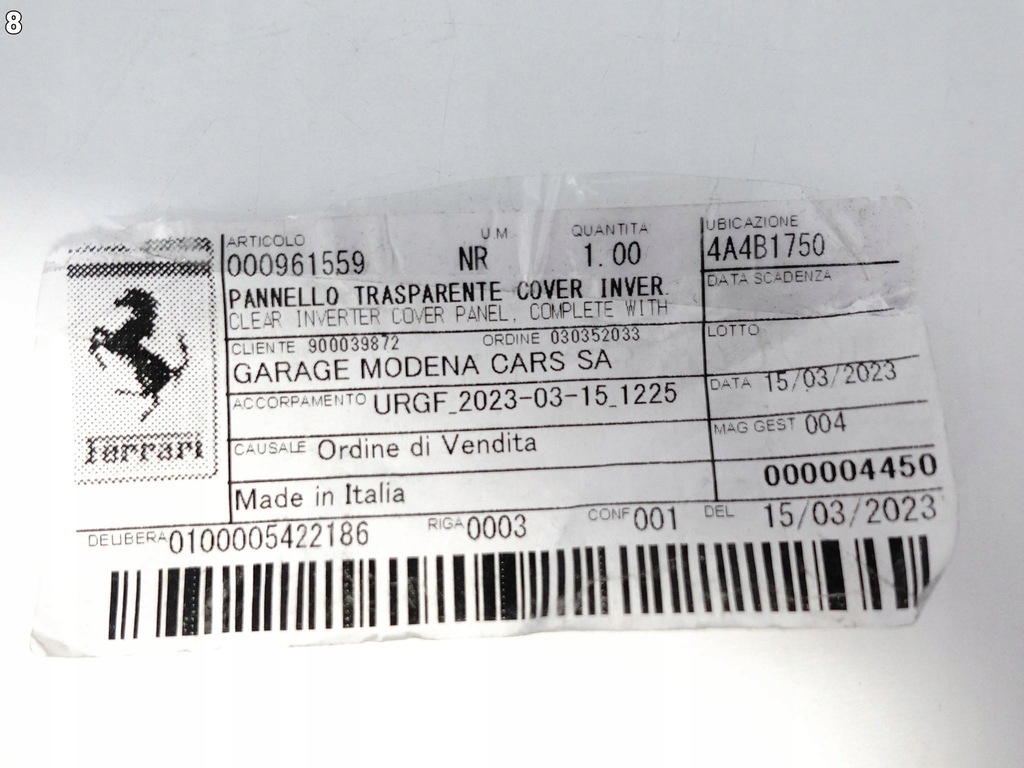 8
ARTICOLO U.M. QUANTITA UBICAZIONE
000961559 NR 1.00 4A4B1750
PANNELLO TRASPARENTE COVER INVER. DATA SCADENZA
CLEAR INVERTER COVER PANEL, COMPLETE WITH
CLIENTE 900039872 ORDINE 030352033 LOTTO
GARAGE MODENA CARS SA
ACCORPAMENTO URGF_2023-03-15_1225 DATA 15/03/2023
CAUSALE Ordine di Vendita MAG GEST 004
Ferrari
Made in Italia 000004450
DELIBERA 0100005422186 RIGA 0003 CONF 001 DEL 15/03/2023